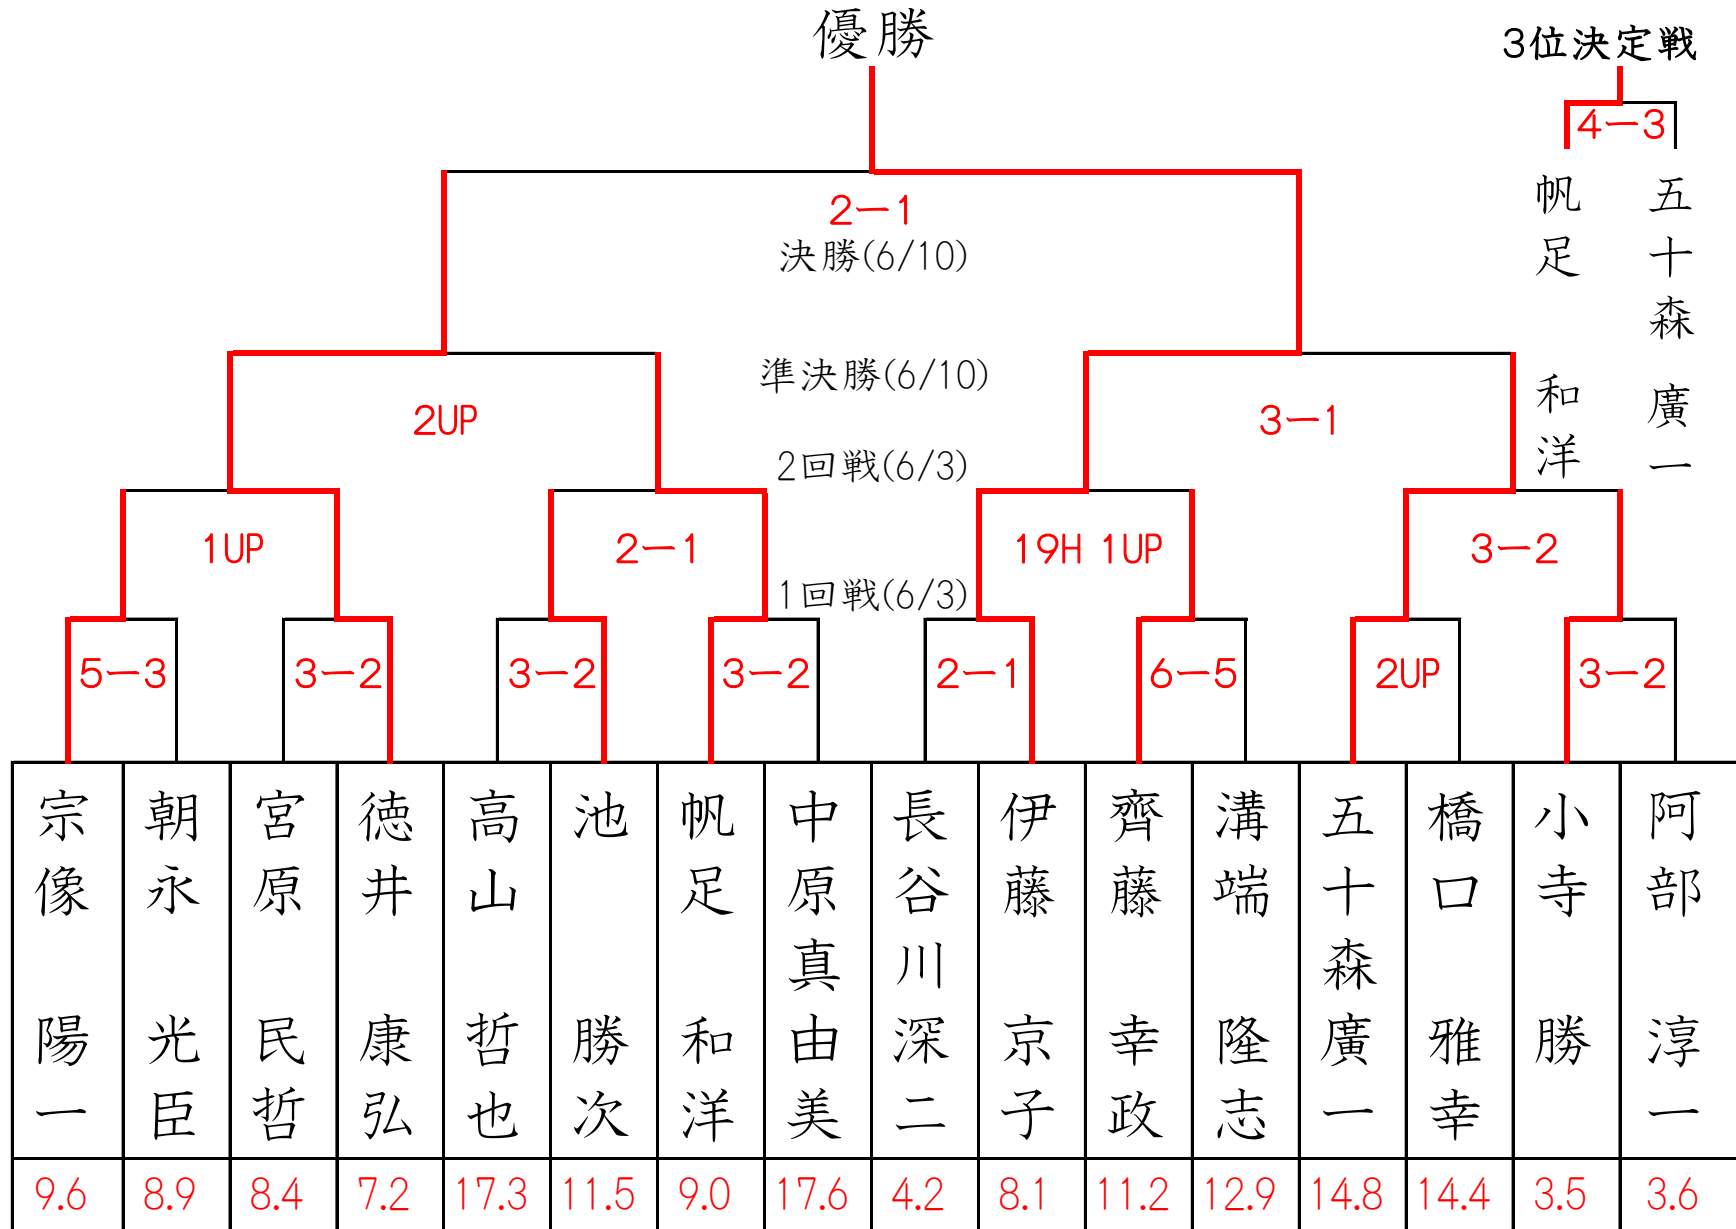 優勝
3位決定戦
4－3
帆足　和洋
五十森　廣一
2－1
決勝(6/10)
準決勝(6/10)
2UP
3－1
2回戦(6/3)
1UP
2－1
19H 1UP
3－2
1回戦(6/3)
5－3
3－2
3－2
3－2
2－1
6－5
2UP
3－2
宗像　陽一
朝永　光臣
宮原　民哲
徳井　康弘
高山　哲也
池　勝次
帆足　和洋
中原真由美
長谷川深二
伊藤　京子
齊藤　幸政
溝端　隆志
五十森廣一
橋口　雅幸
小寺　勝
阿部　淳一
9.6 8.9 8.4 7.2 17.3 11.5 9.0 17.6 4.2 8.1 11.2 12.9 14.8 14.4 3.5 3.6